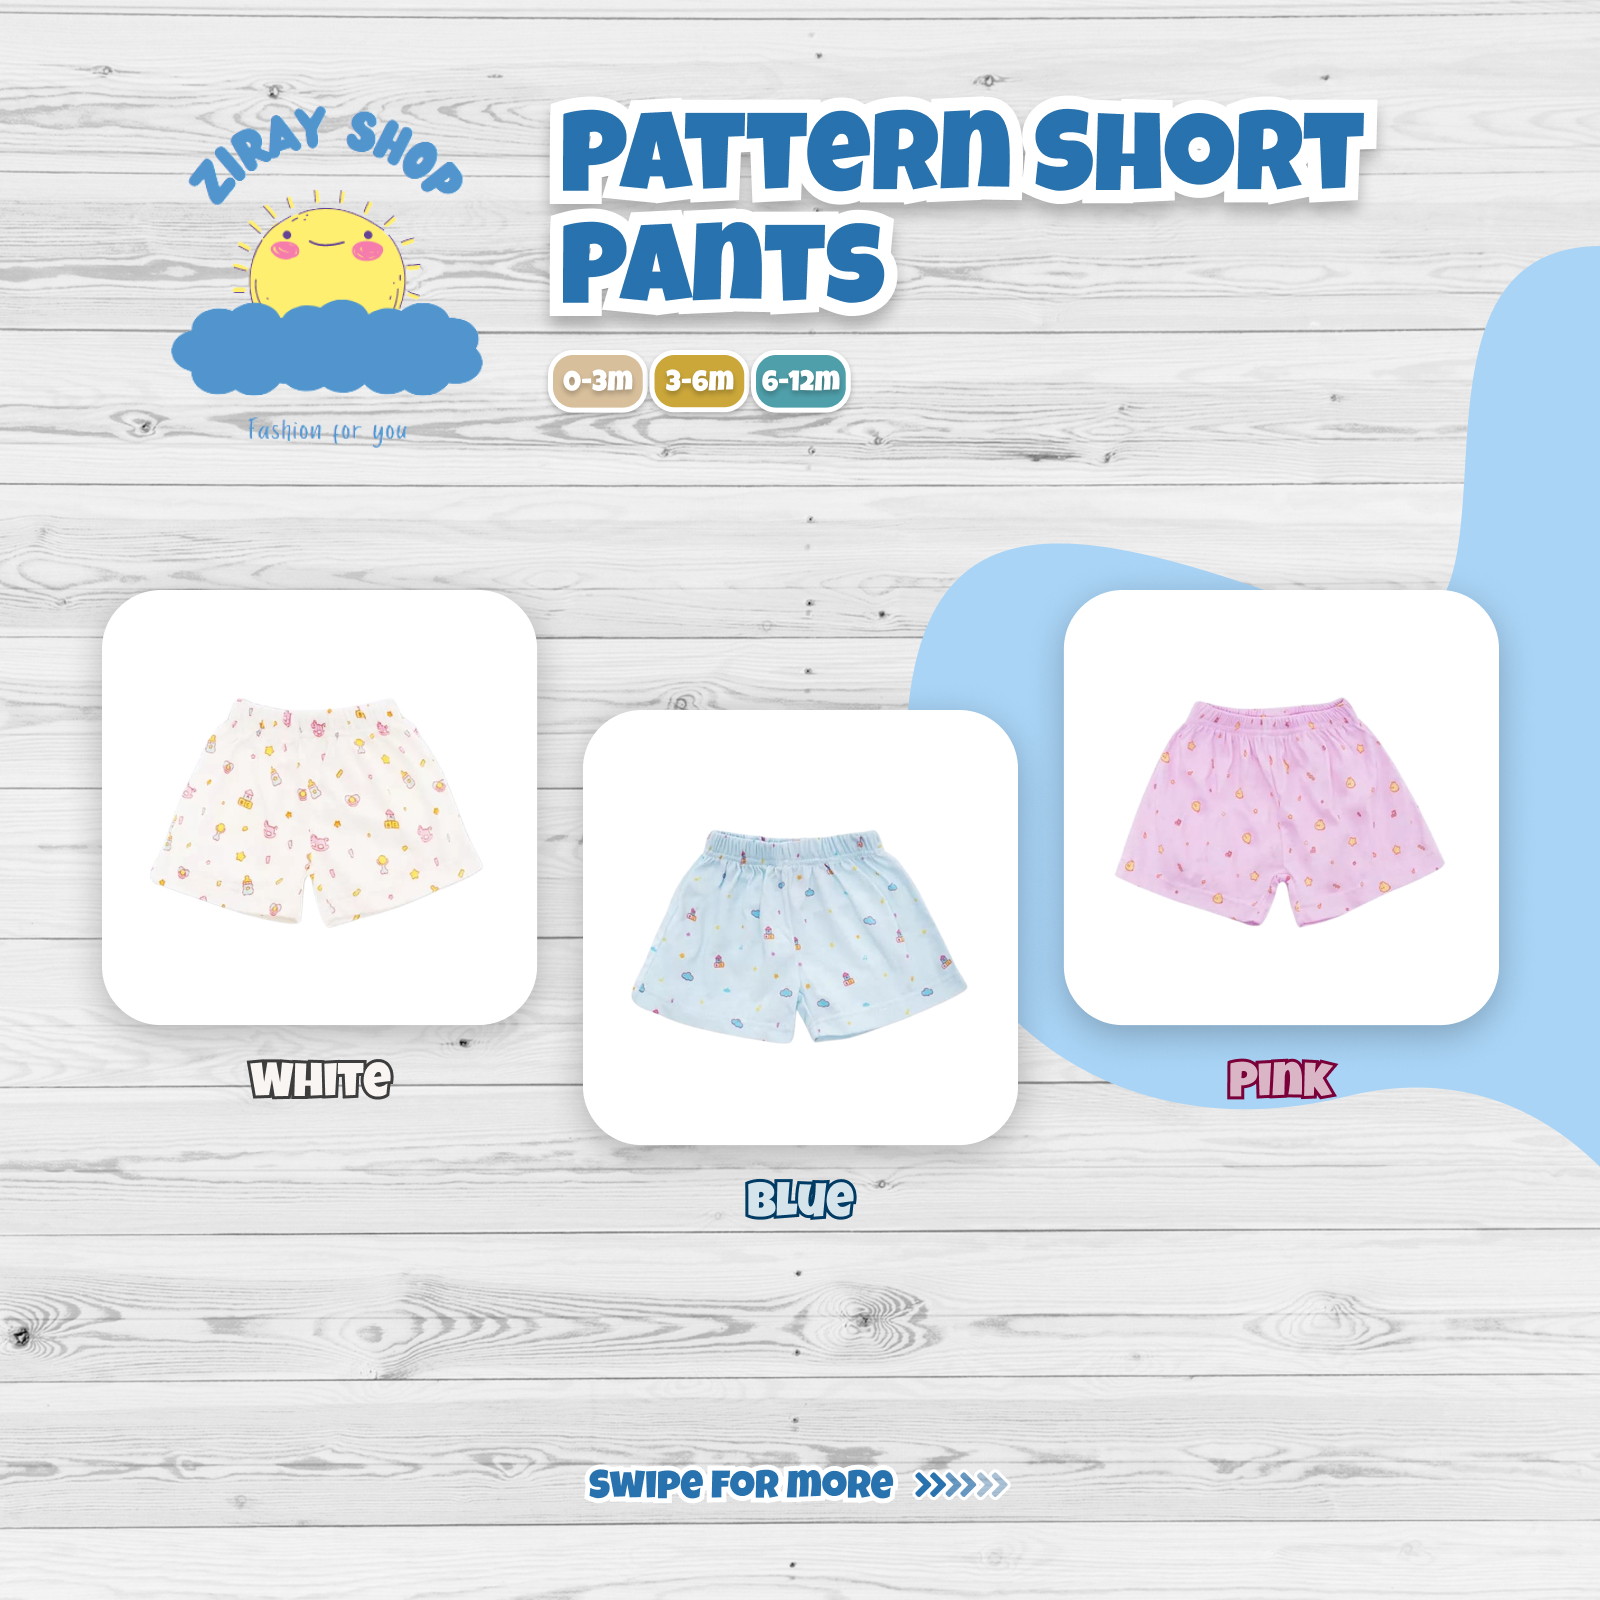 ZIRAY SHOP
Fashion for you
PATTERN SHORT
PANTS
0-3M
3-6M
6-12M
WHITE
BLUE
PINK
SWIPE FOR MORE